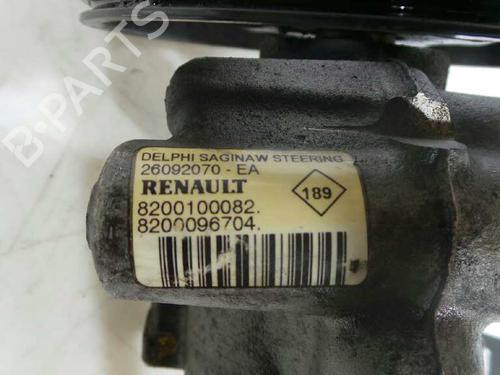 B-PARTS
DELPHI SAGINAW STEERING
26092070 - EA
RENAULT
189
8200100082.
8200096704.